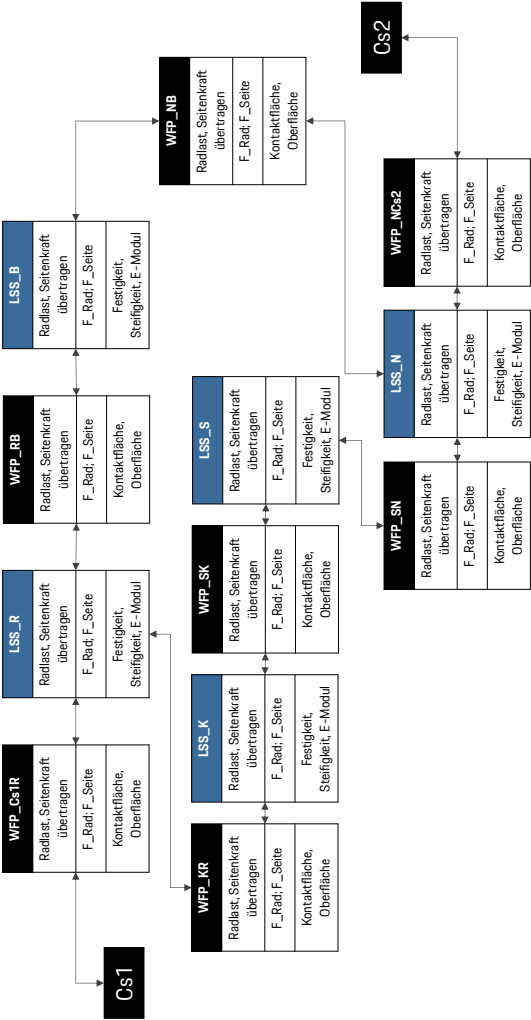 Cs1
WFP_Cs1R
Radlast, Seitenkraft
übertragen
F_Rad; F_Seite
Kontaktfläche,
Oberfläche
LSS_R
Radlast, Seitenkraft
übertragen
F_Rad; F_Seite
Festigkeit,
Steifigkeit, E-Modul
WFP_RB
Radlast, Seitenkraft
übertragen
F_Rad; F_Seite
Kontaktfläche,
Oberfläche
LSS_B
Radlast, Seitenkraft
übertragen
F_Rad; F_Seite
Festigkeit,
Steifigkeit, E-Modul
WFP_NB
Radlast, Seitenkraft
übertragen
F_Rad; F_Seite
Kontaktfläche,
Oberfläche
WFP_KR
Radlast, Seitenkraft
übertragen
F_Rad; F_Seite
Kontaktfläche,
Oberfläche
LSS_K
Radlast, Seitenkraft
übertragen
F_Rad; F_Seite
Festigkeit,
Steifigkeit, E-Modul
WFP_SK
Radlast, Seitenkraft
übertragen
F_Rad; F_Seite
Kontaktfläche,
Oberfläche
LSS_S
Radlast, Seitenkraft
übertragen
F_Rad; F_Seite
Festigkeit,
Steifigkeit, E-Modul
WFP_SN
Radlast, Seitenkraft
übertragen
F_Rad; F_Seite
Kontaktfläche,
Oberfläche
LSS_N
Radlast, Seitenkraft
übertragen
F_Rad; F_Seite
Festigkeit,
Steifigkeit, E-Modul
WFP_NCs2
Radlast, Seitenkraft
übertragen
F_Rad; F_Seite
Kontaktfläche,
Oberfläche
Cs2